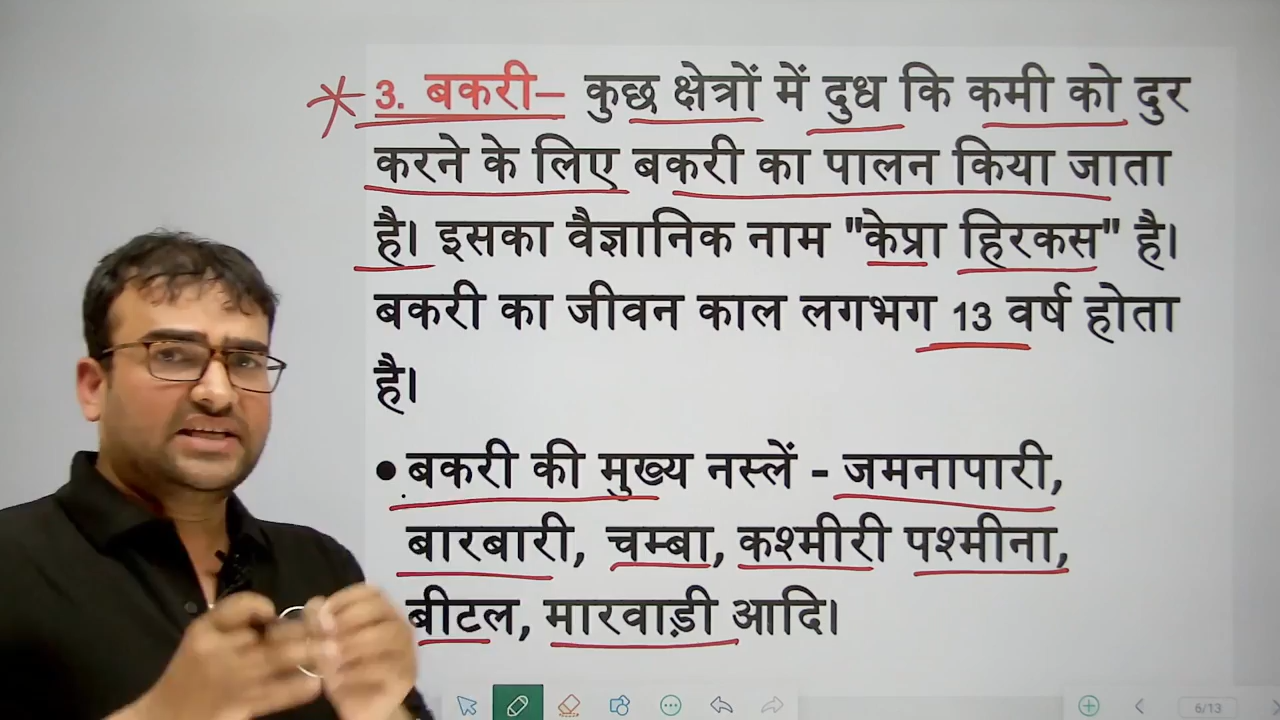 3. बकरी– कुछ क्षेत्रों में दुध कि कमी को दुर
करने के लिए बकरी का पालन किया जाता
है। इसका वैज्ञानिक नाम "केप्रा हिरकस" है।
बकरी का जीवन काल लगभग 13 वर्ष होता
है।
• बकरी की मुख्य नस्लें - जमनापारी,
बारबारी, चम्बा, कश्मीरी पश्मीना,
बीटल, मारवाड़ी आदि।
6/13